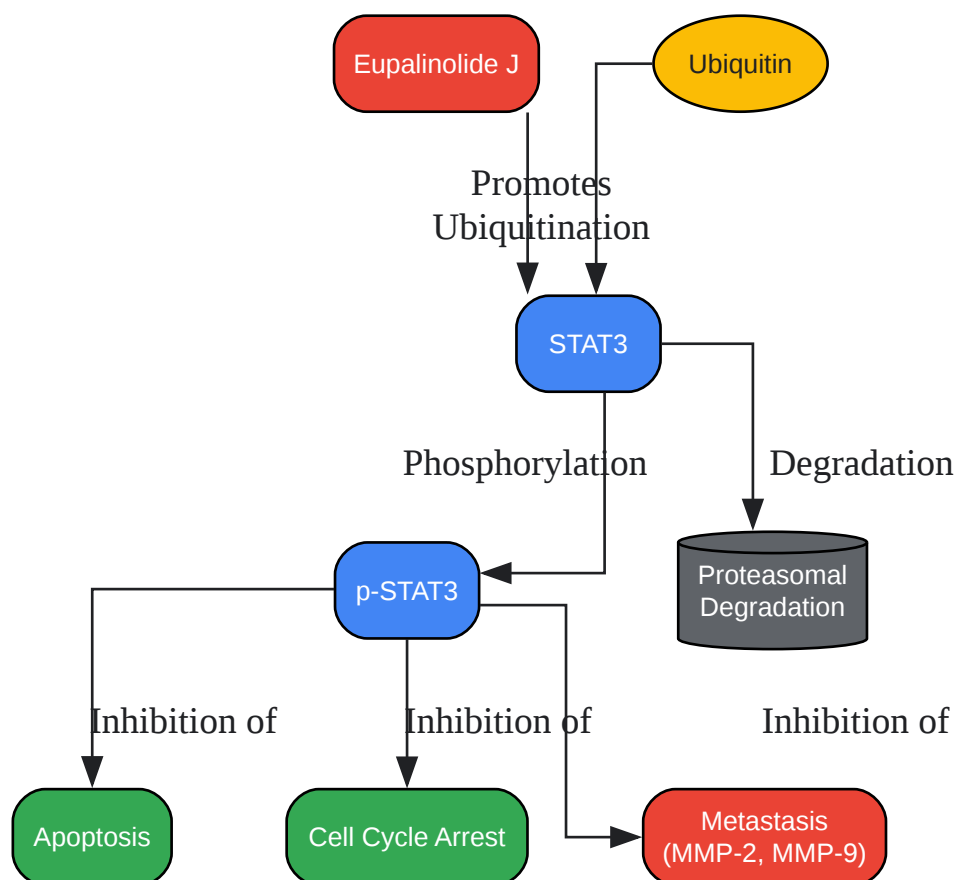 Eupalinolide J
Ubiquitin
Promotes
Ubiquitination
STAT3
Phosphorylation
Degradation
Proteasomal
Degradation
p-STAT3
Inhibition of
Inhibition of
Inhibition of
Apoptosis
Cell Cycle Arrest
Metastasis
(MMP-2, MMP-9)